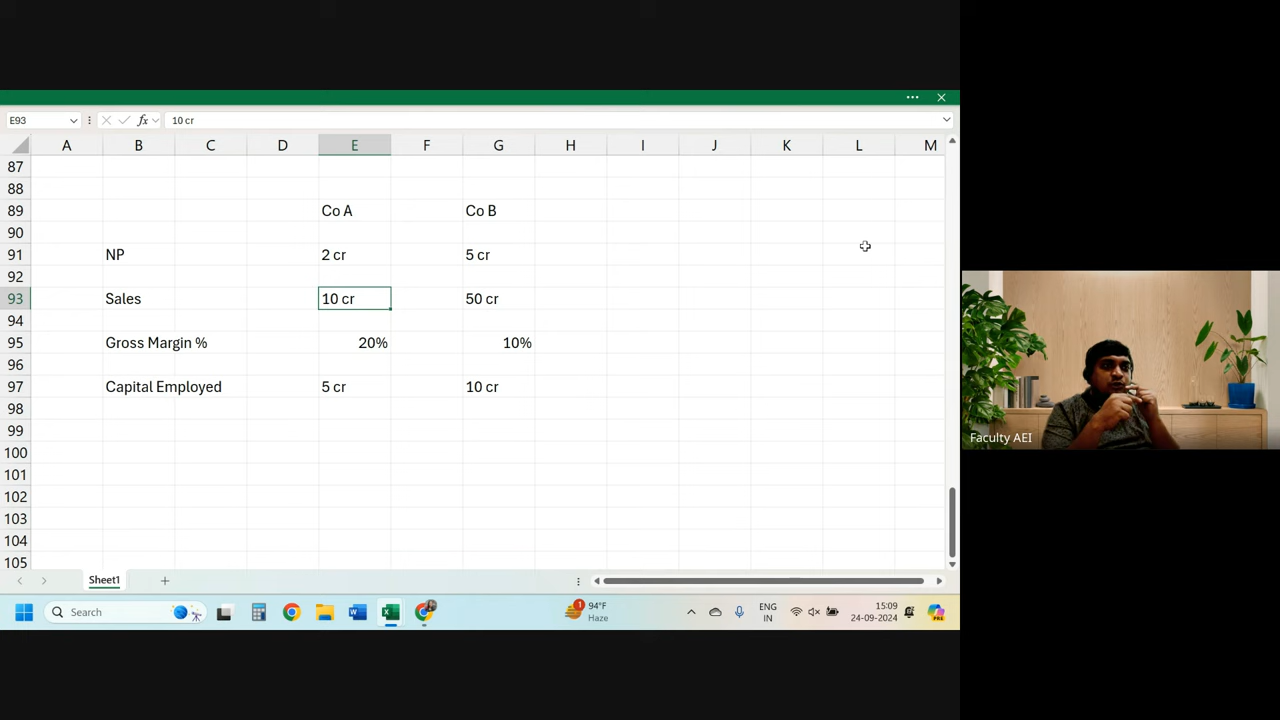 E93 fx 10 cr
A B C D E F G H I J K L M
87
88
89 Co A Co B
90
91 NP 2 cr 5 cr
92
93 Sales 10 cr 50 cr
94
95 Gross Margin % 20% 10%
96
97 Capital Employed 5 cr 10 cr
98
99
100
101
102
103
104
105
Faculty AEI
Sheet1
Search
1
94°F
Haze
ENG
IN
15:09
24-09-2024
PRE